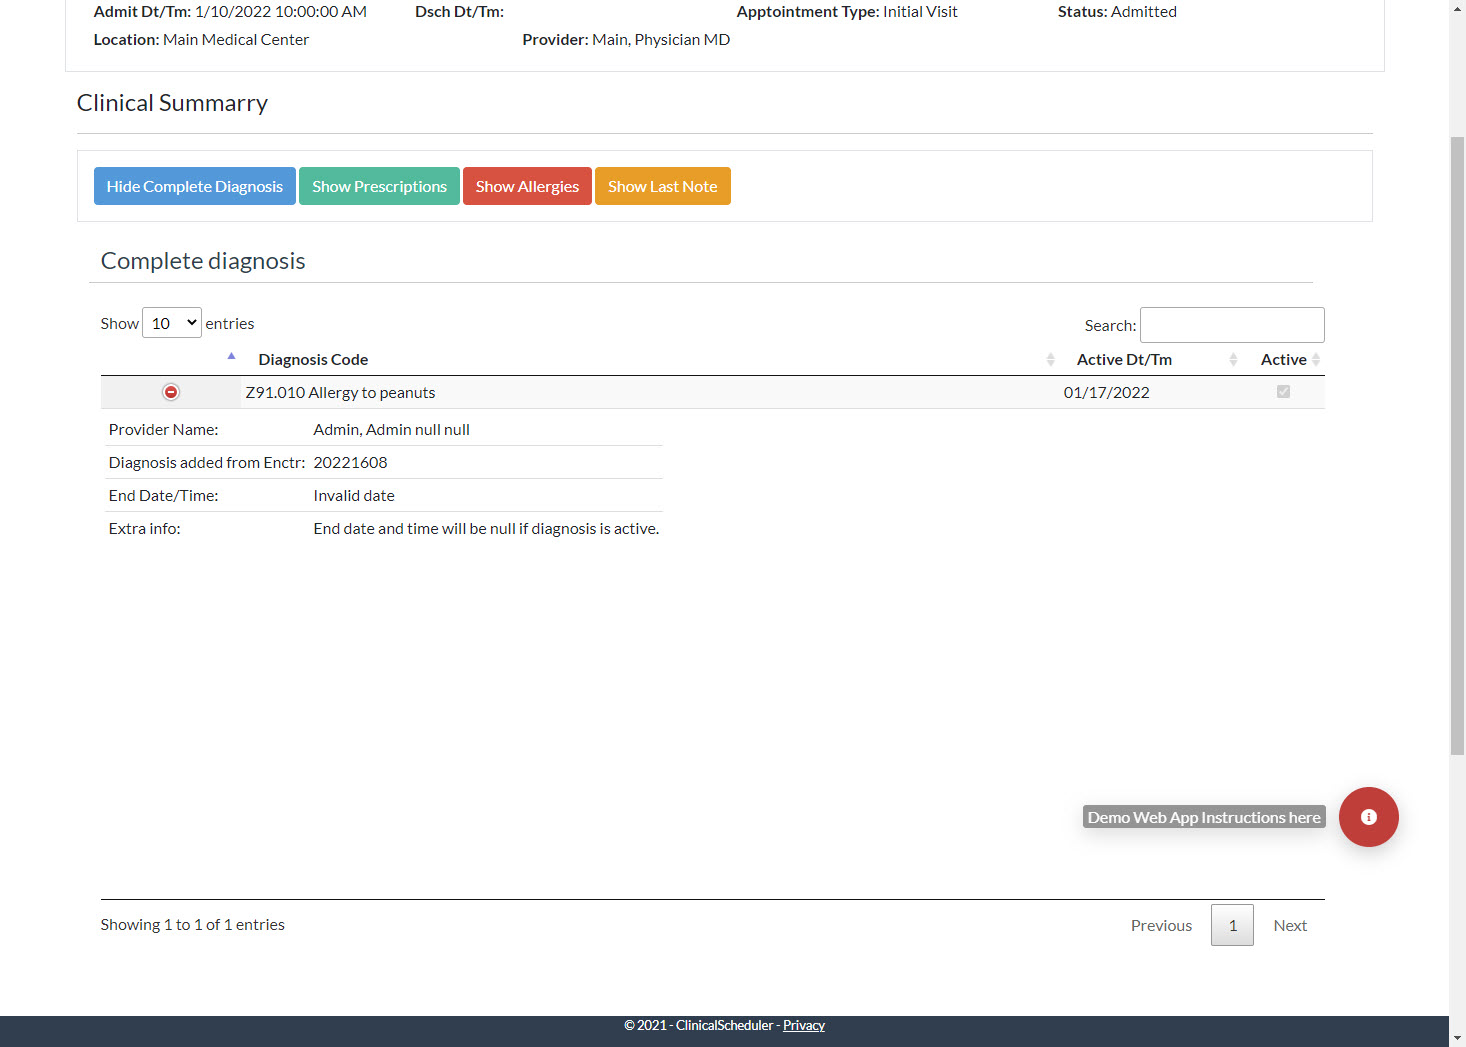 Admit Dt/Tm: 1/10/2022 10:00:00 AM Dsch Dt/Tm: Apptointment Type: Initial Visit Status: Admitted
Location: Main Medical Center Provider: Main, Physician MD
Clinical Summarry
Hide Complete Diagnosis Show Prescriptions Show Allergies Show Last Note
Complete diagnosis
Show 10 entries Search:
Diagnosis Code Active Dt/Tm Active
Z91.010 Allergy to peanuts 01/17/2022
Provider Name: Admin, Admin null null
Diagnosis added from Enctr: 20221608
End Date/Time: Invalid date
Extra info: End date and time will be null if diagnosis is active.
Demo Web App Instructions here
Showing 1 to 1 of 1 entries Previous 1 Next
© 2021 - ClinicalScheduler - Privacy